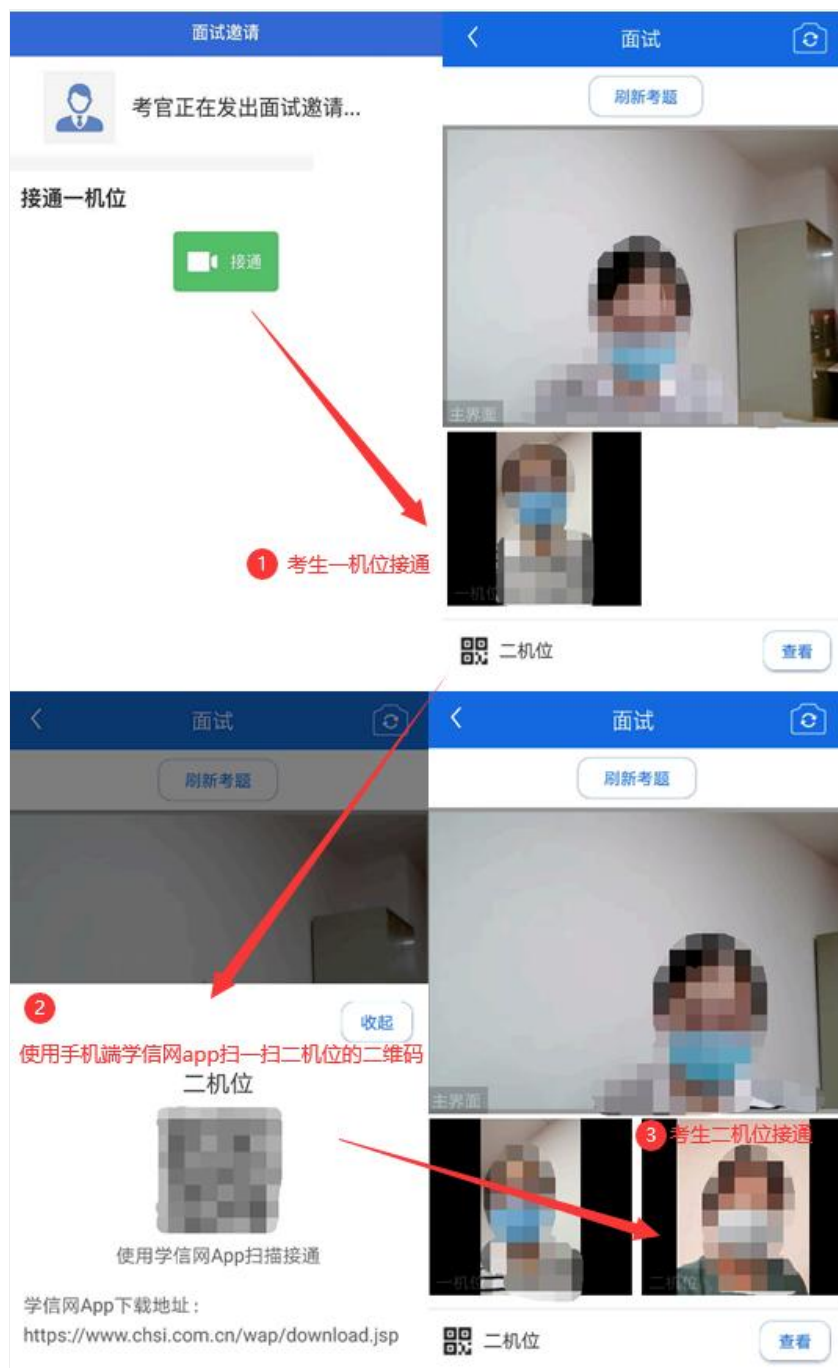 面试邀请
考官正在发出面试邀请...
接通一机位
接通
1 考生一机位接通
面试
刷新考题
主界面
一机位
二机位
查看
面试
刷新考题
2
收起
使用手机端学信网app扫一扫二机位的二维码
二机位
使用学信网App扫描接通
学信网App下载地址：
https://www.chsi.com.cn/wap/download.jsp
面试
刷新考题
主界面
3 考生二机位接通
一机位
二机位
二机位
查看